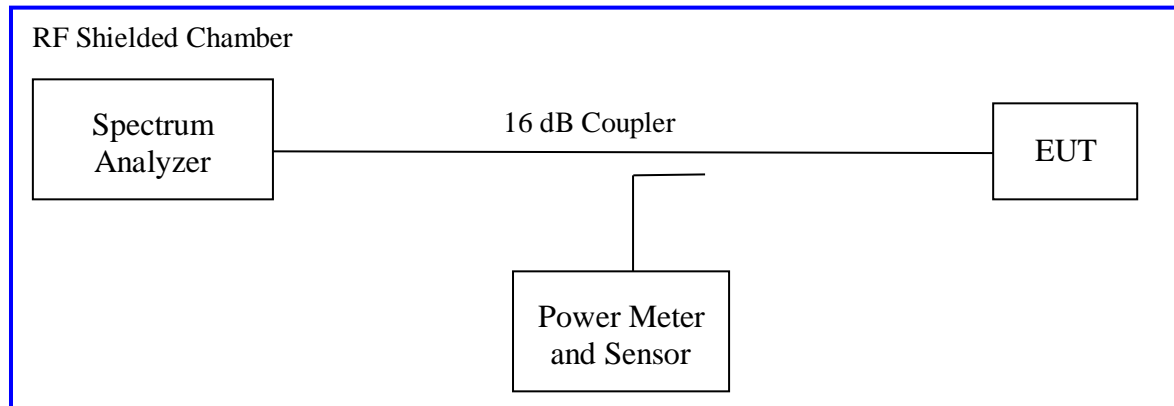 RF Shielded Chamber
Spectrum
Analyzer
16 dB Coupler
EUT
Power Meter
and Sensor